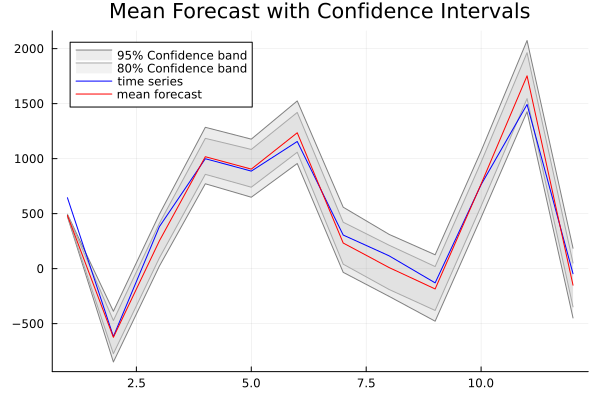 Mean Forecast with Confidence Intervals
95% Confidence band
80% Confidence band
time series
mean forecast
2000
1500
1000
500
0
−500
2.5 5.0 7.5 10.0